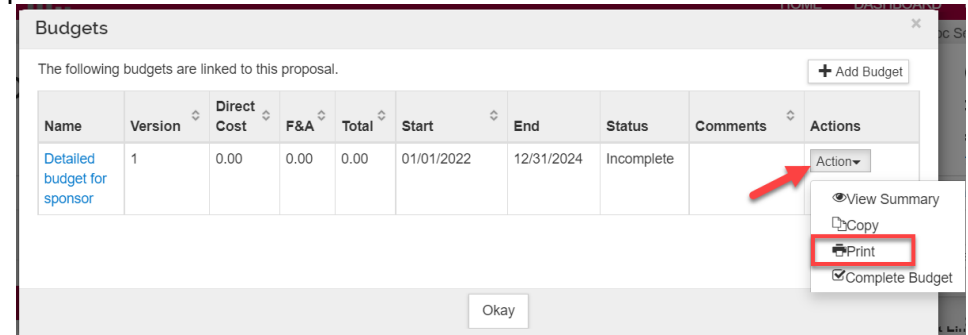 HOME DASHBOARD
Budgets ×
The following budgets are linked to this proposal.
+ Add Budget
Name Version Direct Cost F&A Total Start End Status Comments Actions
Detailed budget for sponsor 1 0.00 0.00 0.00 01/01/2022 12/31/2024 Incomplete Action
View Summary
Copy
Print
Complete Budget
Okay